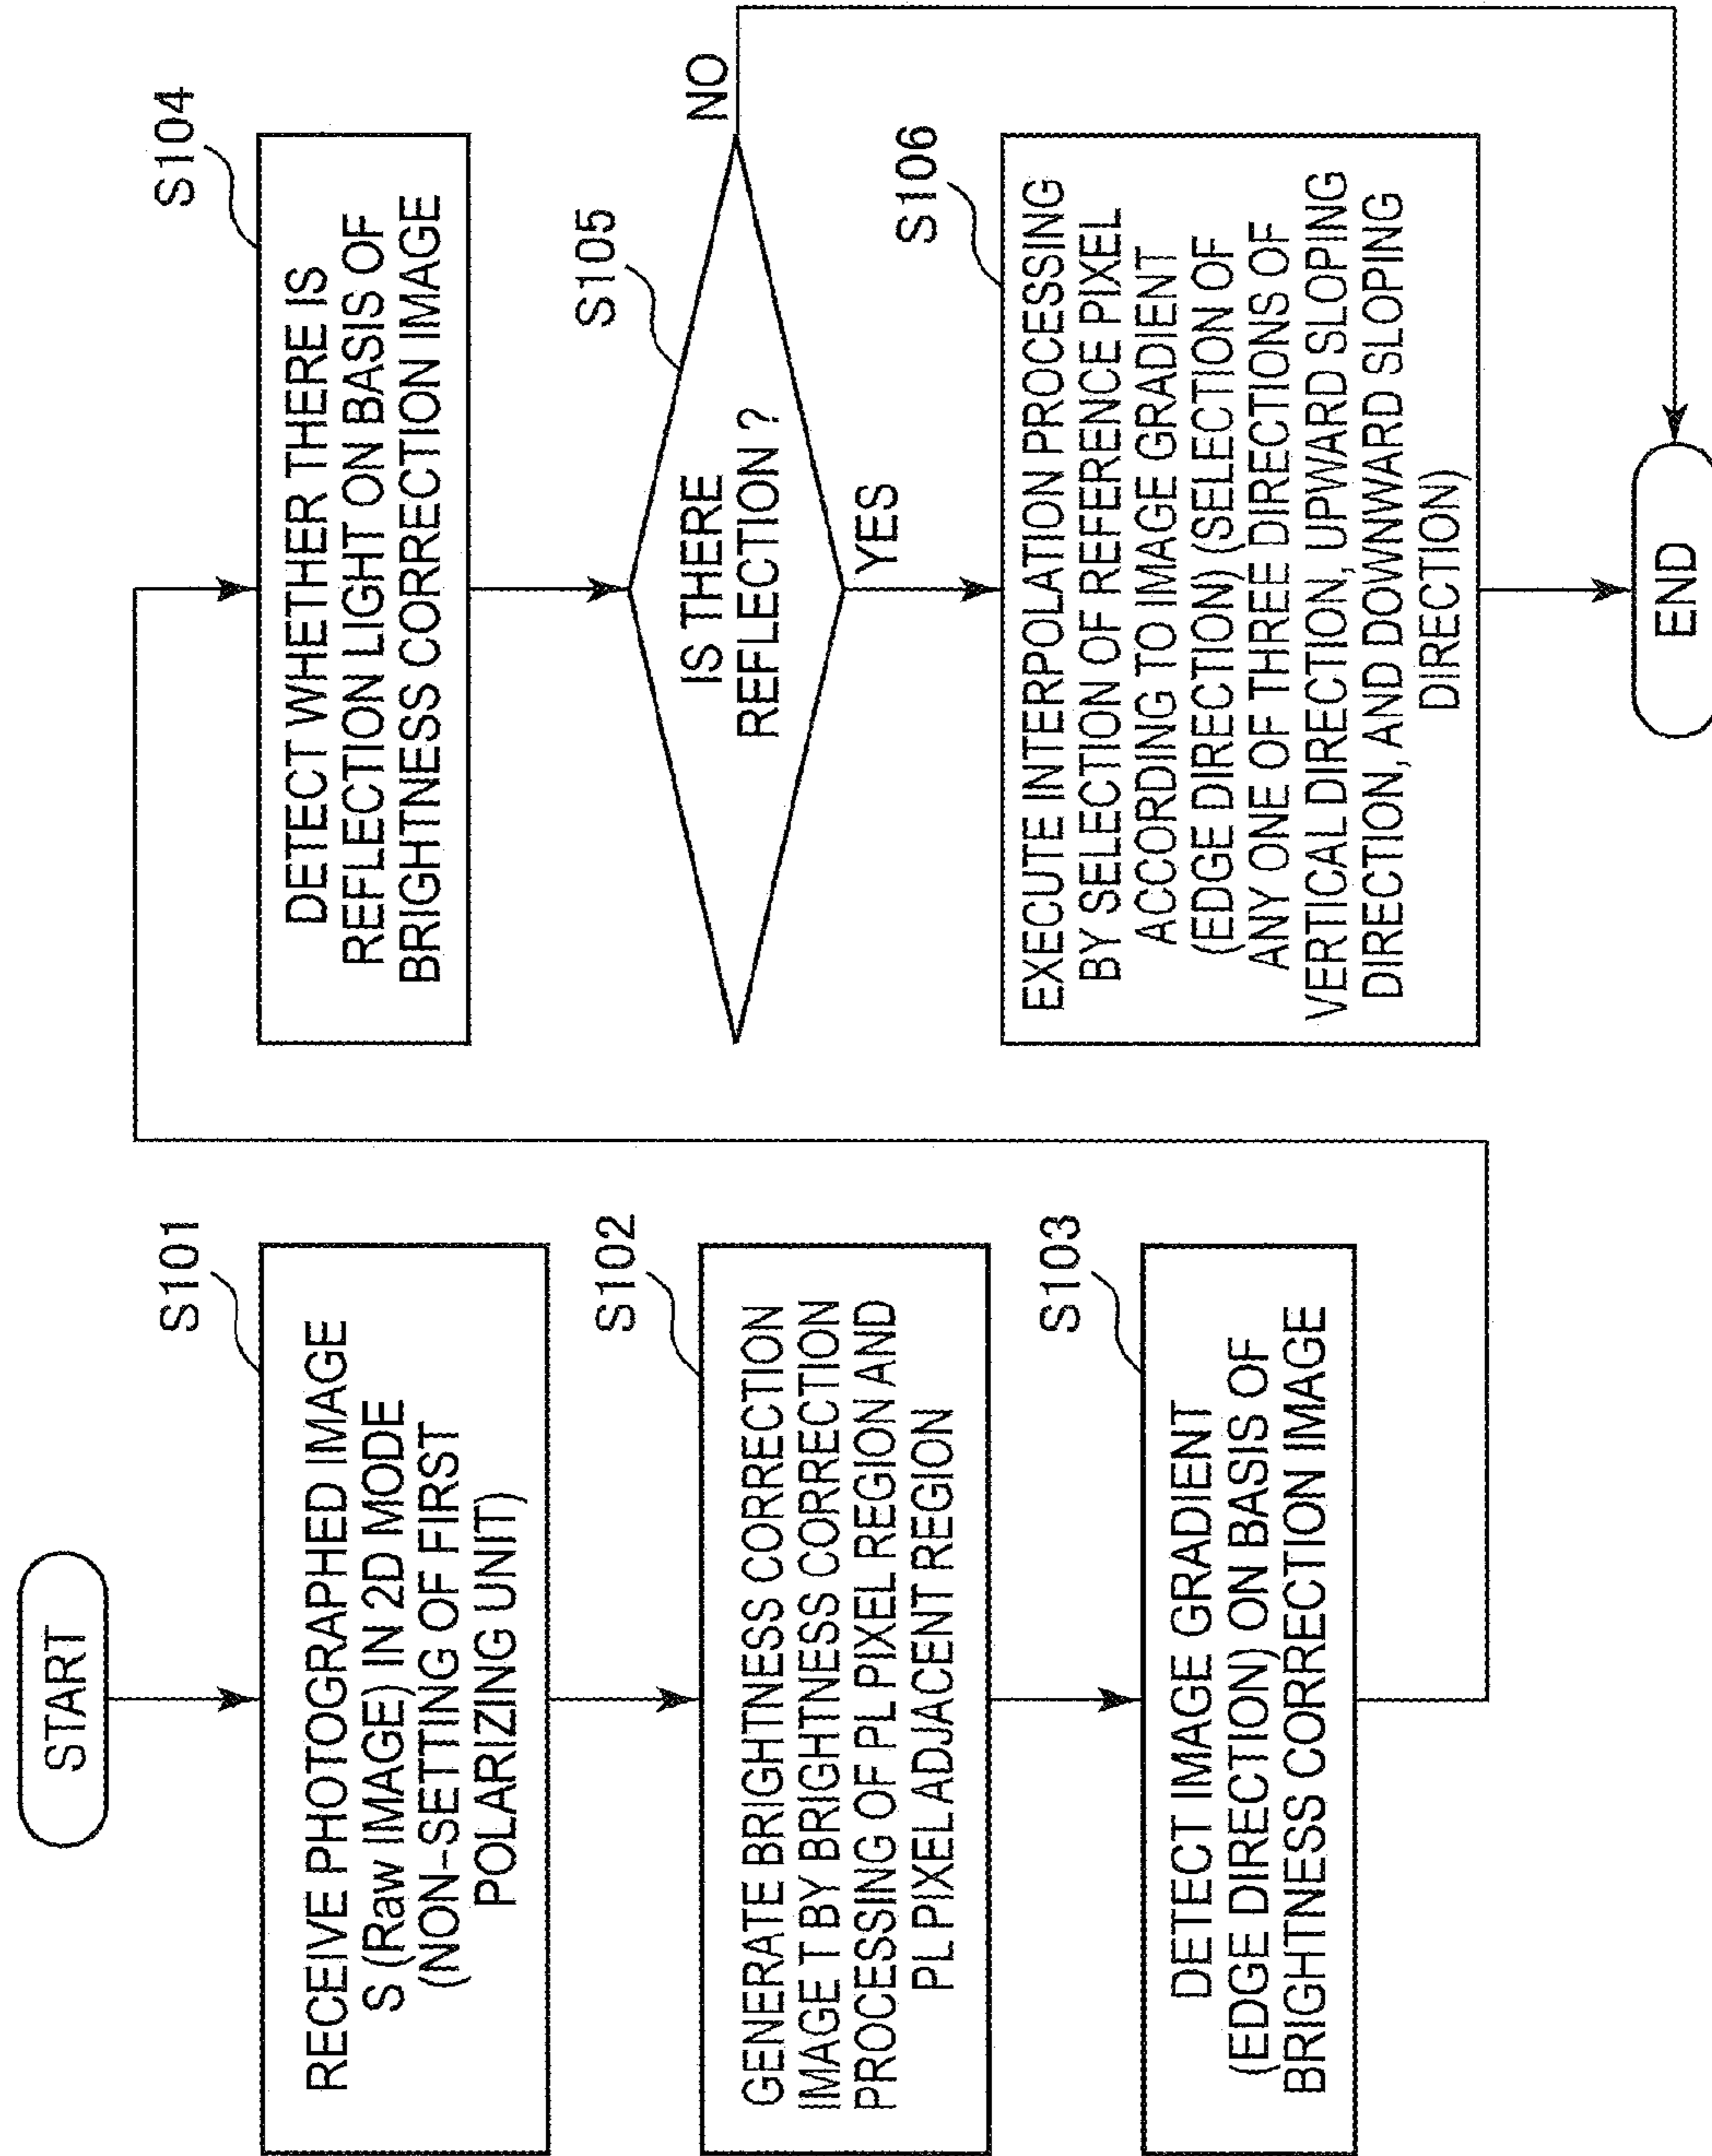 START
S101
RECEIVE PHOTOGRAPHED IMAGE
S (Raw IMAGE) IN 2D MODE
(NON-SETTING OF FIRST
POLARIZING UNIT)
S102
GENERATE BRIGHTNESS CORRECTION
IMAGE T BY BRIGHTNESS CORRECTION
PROCESSING OF PL PIXEL REGION AND
PL PIXEL ADJACENT REGION
S103
DETECT IMAGE GRADIENT
(EDGE DIRECTION) ON BASIS OF
BRIGHTNESS CORRECTION IMAGE
S104
DETECT WHETHER THERE IS
REFLECTION LIGHT ON BASIS OF
BRIGHTNESS CORRECTION IMAGE
S105
IS THERE
REFLECTION ?
NO
YES
S106
EXECUTE INTERPOLATION PROCESSING
BY SELECTION OF REFERENCE PIXEL
ACCORDING TO IMAGE GRADIENT
(EDGE DIRECTION) (SELECTION OF
ANY ONE OF THREE DIRECTIONS OF
VERTICAL DIRECTION, UPWARD SLOPING
DIRECTION, AND DOWNWARD SLOPING
DIRECTION)
END